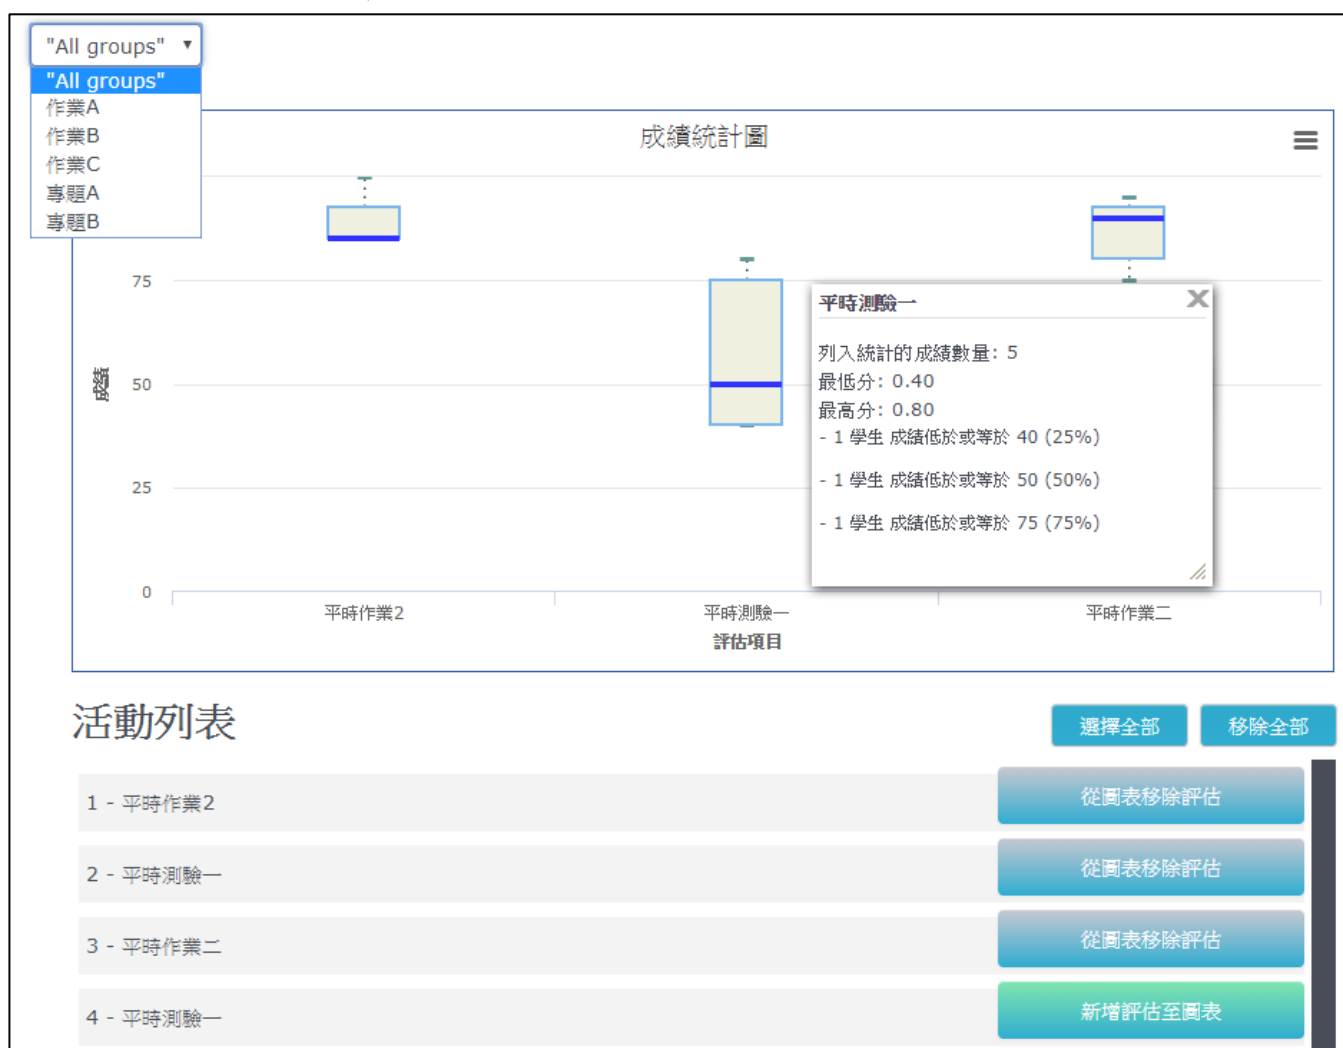 "All groups"
"All groups"
作業A
作業B
作業C
專題A
專題B
成績統計圖
75
50
25
0
成績
平時測驗一
列入統計的成績數量: 5
最低分: 0.40
最高分: 0.80
- 1 學生 成績低於或等於 40 (25%)
- 1 學生 成績低於或等於 50 (50%)
- 1 學生 成績低於或等於 75 (75%)
平時作業2
平時測驗一
平時作業二
評估項目
活動列表
選擇全部
移除全部
1 - 平時作業2
從圖表移除評估
2 - 平時測驗一
從圖表移除評估
3 - 平時作業二
從圖表移除評估
4 - 平時測驗一
新增評估至圖表